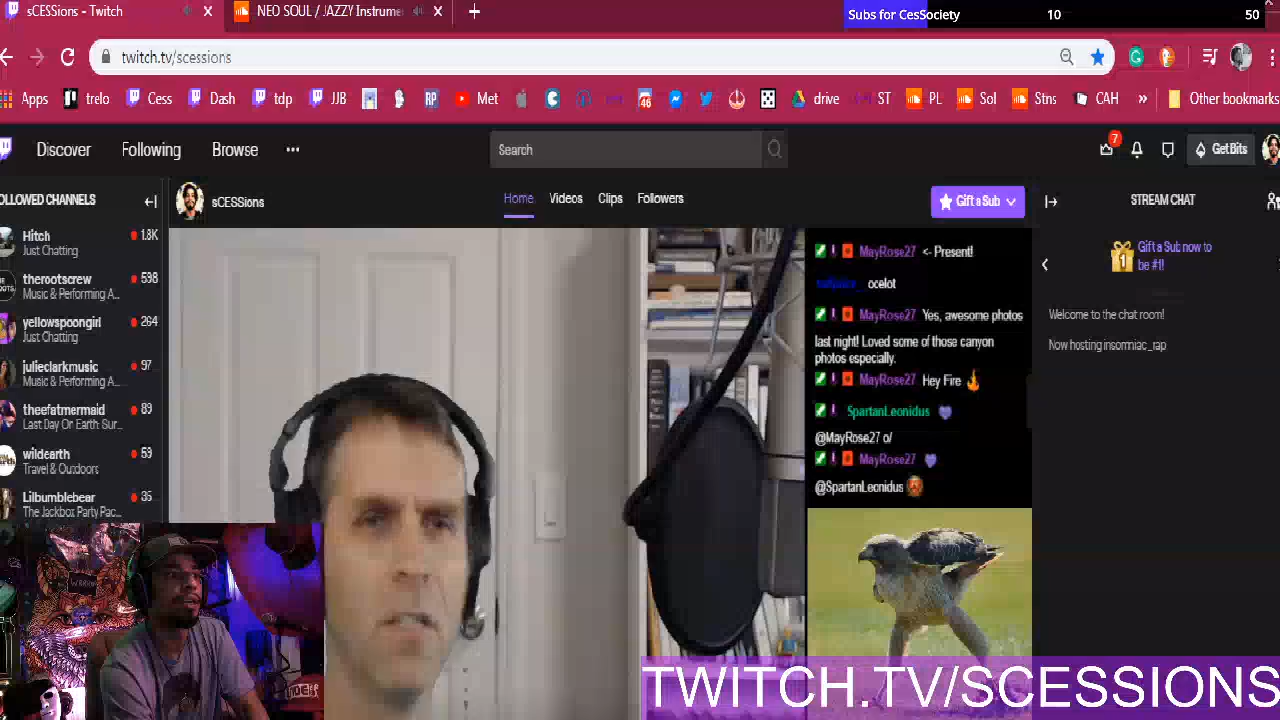 sCESSions - Twitch
NEO SOUL / JAZZY Instrume
Subs for CesSociety 10 50
twitch.tv/scessions
Apps trelo Cess Dash tdp JJB RP Met 46 drive ST PL Sol Stns CAH » Other bookmarks
Discover Following Browse ••• Search 7 Get Bits
OLLOWED CHANNELS
sCESSions Home Videos Clips Followers Gift a Sub
STREAM CHAT
Hitch 1.8K
Just Chatting
therootscrew 538
Music & Performing A...
yellowspoongirl 264
Just Chatting
julieclarkmusic 97
Music & Performing A...
theefatmermaid 89
Last Day On Earth: Sur...
wildearth 59
Travel & Outdoors
Lilbumblebear 35
The Jackbox Party Pac...
MayRose27 <- Present!
ocelot
MayRose27 Yes, awesome photos
last night! Loved some of those canyon
photos especially.
MayRose27 Hey Fire
SpartanLeonidus
@MayRose27 o/
MayRose27
@SpartanLeonidus
1 Gift a Sub now to
be #1!
Welcome to the chat room!
Now hosting insomniac_rap
TWITCH.TV/SCESSIONS